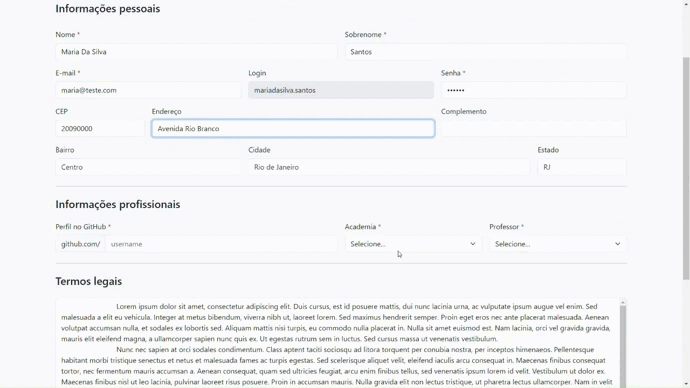 Informações pessoais
Nome * Sobrenome *
Maria Da Silva Santos
E-mail * Login Senha *
maria@teste.com mariadasilva.santos ••••••
CEP Endereço Complemento
20090000 Avenida Rio Branco
Bairro Cidade Estado
Centro Rio de Janeiro RJ
Informações profissionais
Perfil no GitHub * Academia * Professor *
github.com/ username Selecione... Selecione...
Termos legais
Lorem ipsum dolor sit amet, consectetur adipiscing elit. Duis cursus, est id posuere mattis, dui nunc lacinia urna, ac vulputate ipsum augue vel enim. Sed
malesuada a elit eu vehicula. Integer at metus bibendum, viverra nibh ut, laoreet lorem. Sed maximus hendrerit semper. Proin eget eros nec ante placerat malesuada. Aenean
volutpat accumsan nulla, et sodales ex lobortis sed. Aliquam mattis nisi turpis, eu commodo nulla placerat in. Nulla sit amet euismod est. Nam lacinia, orci vel gravida gravida,
mauris elit eleifend magna, a ullamcorper sapien nunc quis ex. Ut egestas rutrum sem in luctus. Sed cursus massa ut venenatis vestibulum.
Nunc nec sapien at orci sodales condimentum. Class aptent taciti sociosqu ad litora torquent per conubia nostra, per inceptos himenaeos. Pellentesque
habitant morbi tristique senectus et netus et malesuada fames ac turpis egestas. Sed scelerisque aliquet velit, eleifend iaculis arcu consequat in. Maecenas finibus consequat
tortor, nec fermentum mauris accumsan a. Aenean consequat, quam sed ultricies feugiat, arcu enim finibus tellus, sed venenatis ipsum lorem id velit. Vestibulum ut dolor ex.
Maecenas finibus nisl ut leo lacinia, pulvinar laoreet risus posuere. Proin in accumsan mauris. Nulla gravida elit non lectus tristique, ut pharetra lectus ullamcorper. Nam in velit